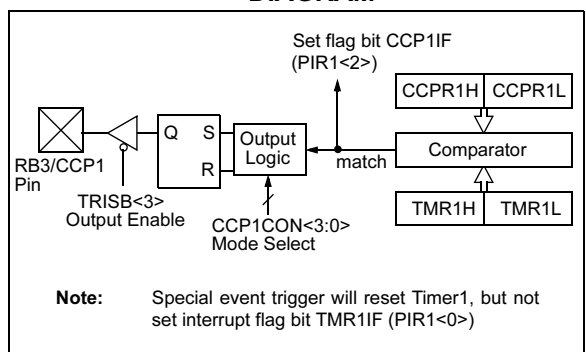 Set flag bit CCP1IF
(PIR1<2>)
CCPR1H CCPR1L
Q S
R
Output
Logic
match
Comparator
RB3/CCP1
Pin
TRISB<3>
Output Enable
CCP1CON<3:0>
Mode Select
TMR1H TMR1L
Note: Special event trigger will reset Timer1, but not
set interrupt flag bit TMR1IF (PIR1<0>)